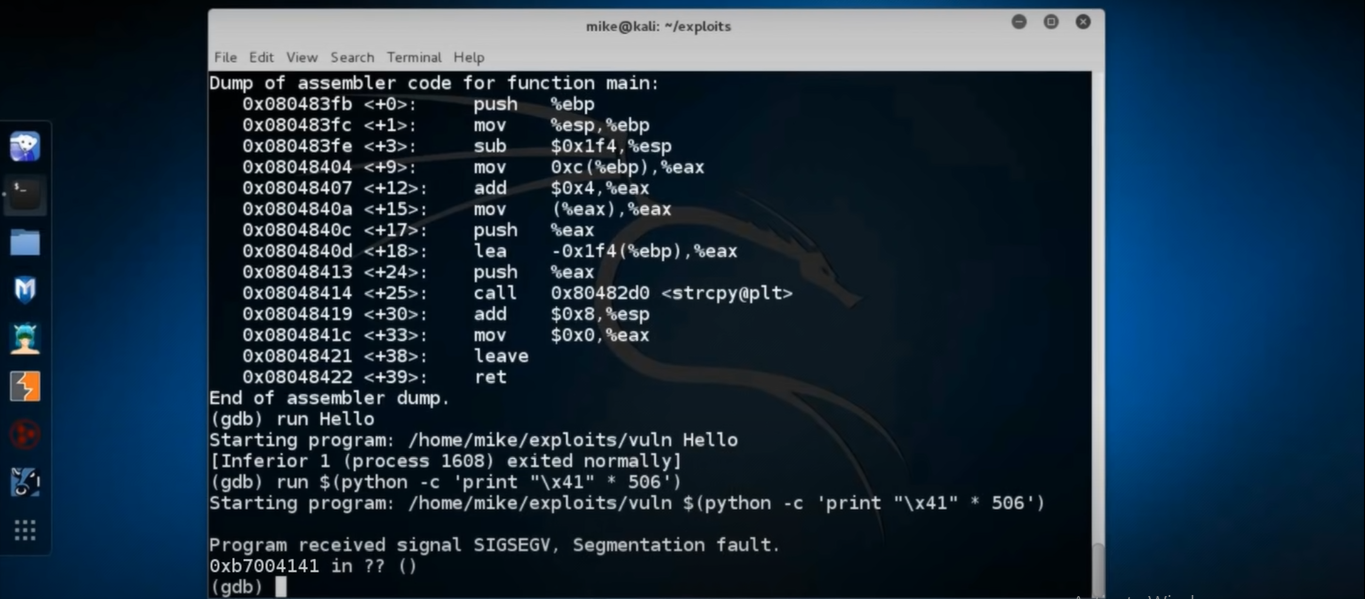 mike@kali: ~/exploits
File Edit View Search Terminal Help
Dump of assembler code for function main:
0x080483fb <+0>: push %ebp
0x080483fc <+1>: mov %esp,%ebp
0x080483fe <+3>: sub $0x1f4,%esp
0x08048404 <+9>: mov 0xc(%ebp),%eax
0x08048407 <+12>: add $0x4,%eax
0x0804840a <+15>: mov (%eax),%eax
0x0804840c <+17>: push %eax
0x0804840d <+18>: lea -0x1f4(%ebp),%eax
0x08048413 <+24>: push %eax
0x08048414 <+25>: call 0x80482d0 <strcpy@plt>
0x08048419 <+30>: add $0x8,%esp
0x0804841c <+33>: mov $0x0,%eax
0x08048421 <+38>: leave
0x08048422 <+39>: ret
End of assembler dump.
(gdb) run Hello
Starting program: /home/mike/exploits/vuln Hello
[Inferior 1 (process 1608) exited normally]
(gdb) run $(python -c 'print "\x41" * 506')
Starting program: /home/mike/exploits/vuln $(python -c 'print "\x41" * 506')
Program received signal SIGSEGV, Segmentation fault.
0xb7004141 in ?? ()
(gdb)